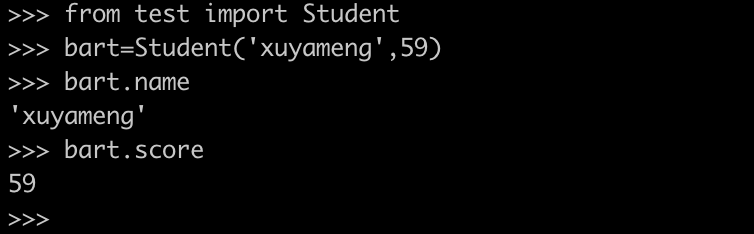 >>> from test import Student
>>> bart=Student('xuyameng',59)
>>> bart.name
'xuyameng'
>>> bart.score
59
>>>